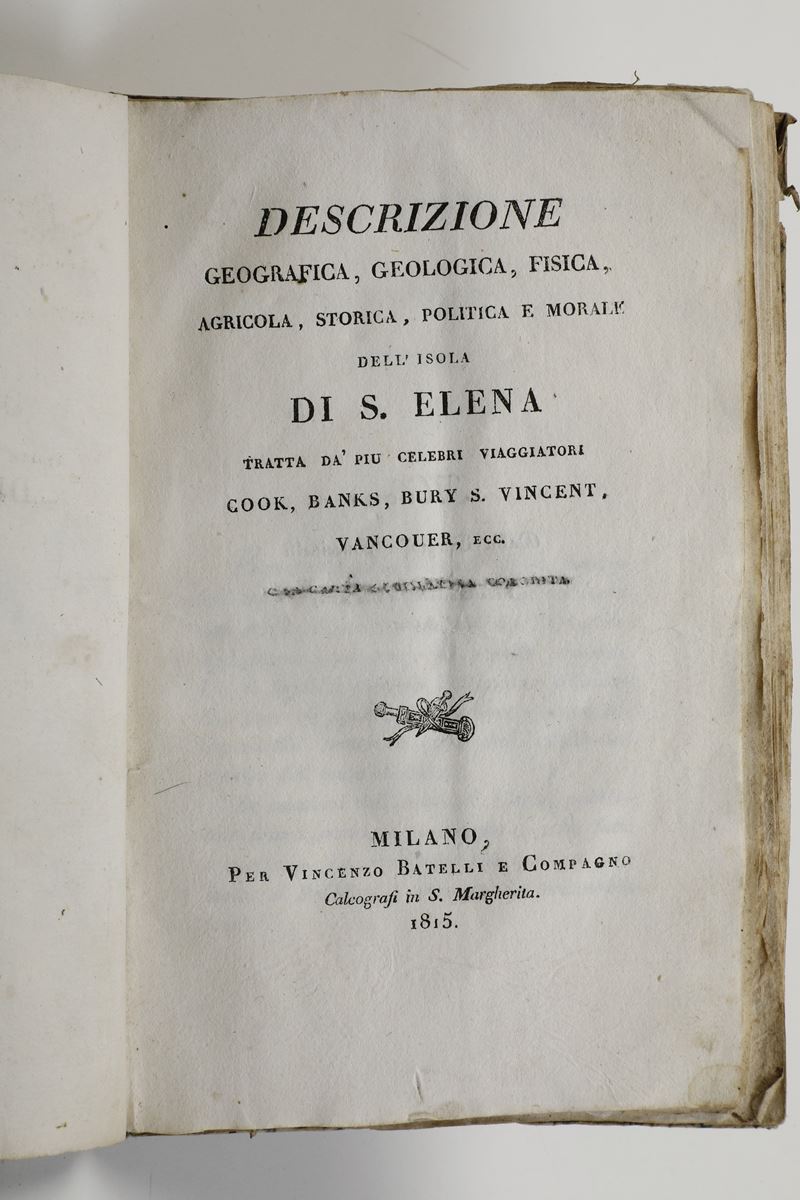 DESCRIZIONE
GEOGRAFICA, GEOLOGICA, FISICA,
AGRICOLA, STORICA, POLITICA E MORALE
DELL' ISOLA
DI S. ELENA
TRATTA DA' PIU CELEBRI VIAGGIATORI
COOK, BANKS, BURY S. VINCENT,
VANCOUER, ECC.
MILANO,
PER VINCENZO BATELLI E COMPAGNO
Calcografi in S. Margherita.
1815.